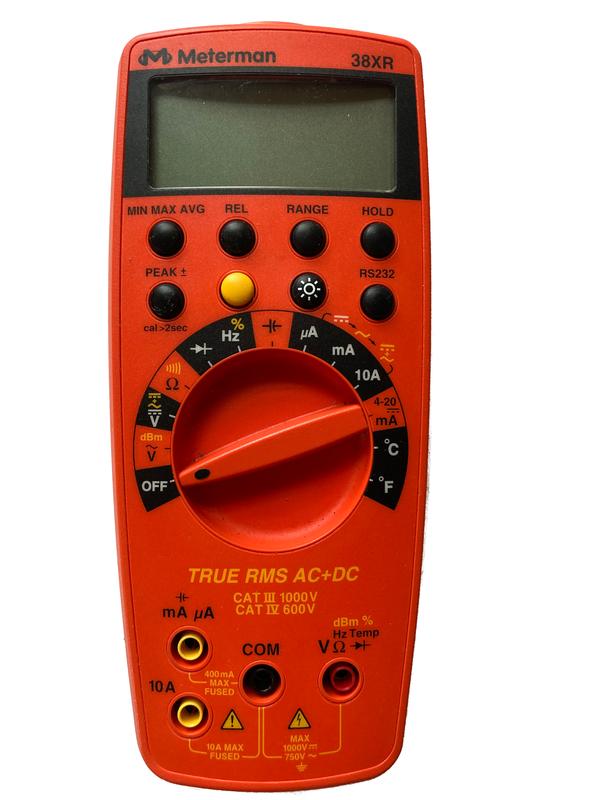 Meterman 38XR
MIN MAX AVG REL RANGE HOLD
PEAK ± RS232
cal>2sec
Hz % µA
mA
10A
Ω
4-20 mA
V
dBm
V
°C
OFF °F
TRUE RMS AC+DC
CAT III 1000V
CAT IV 600V
mA µA
dBm %
Hz Temp
COM VΩ
400mA
MAX
FUSED
10A
10A MAX
FUSED
MAX
1000V
750V ~